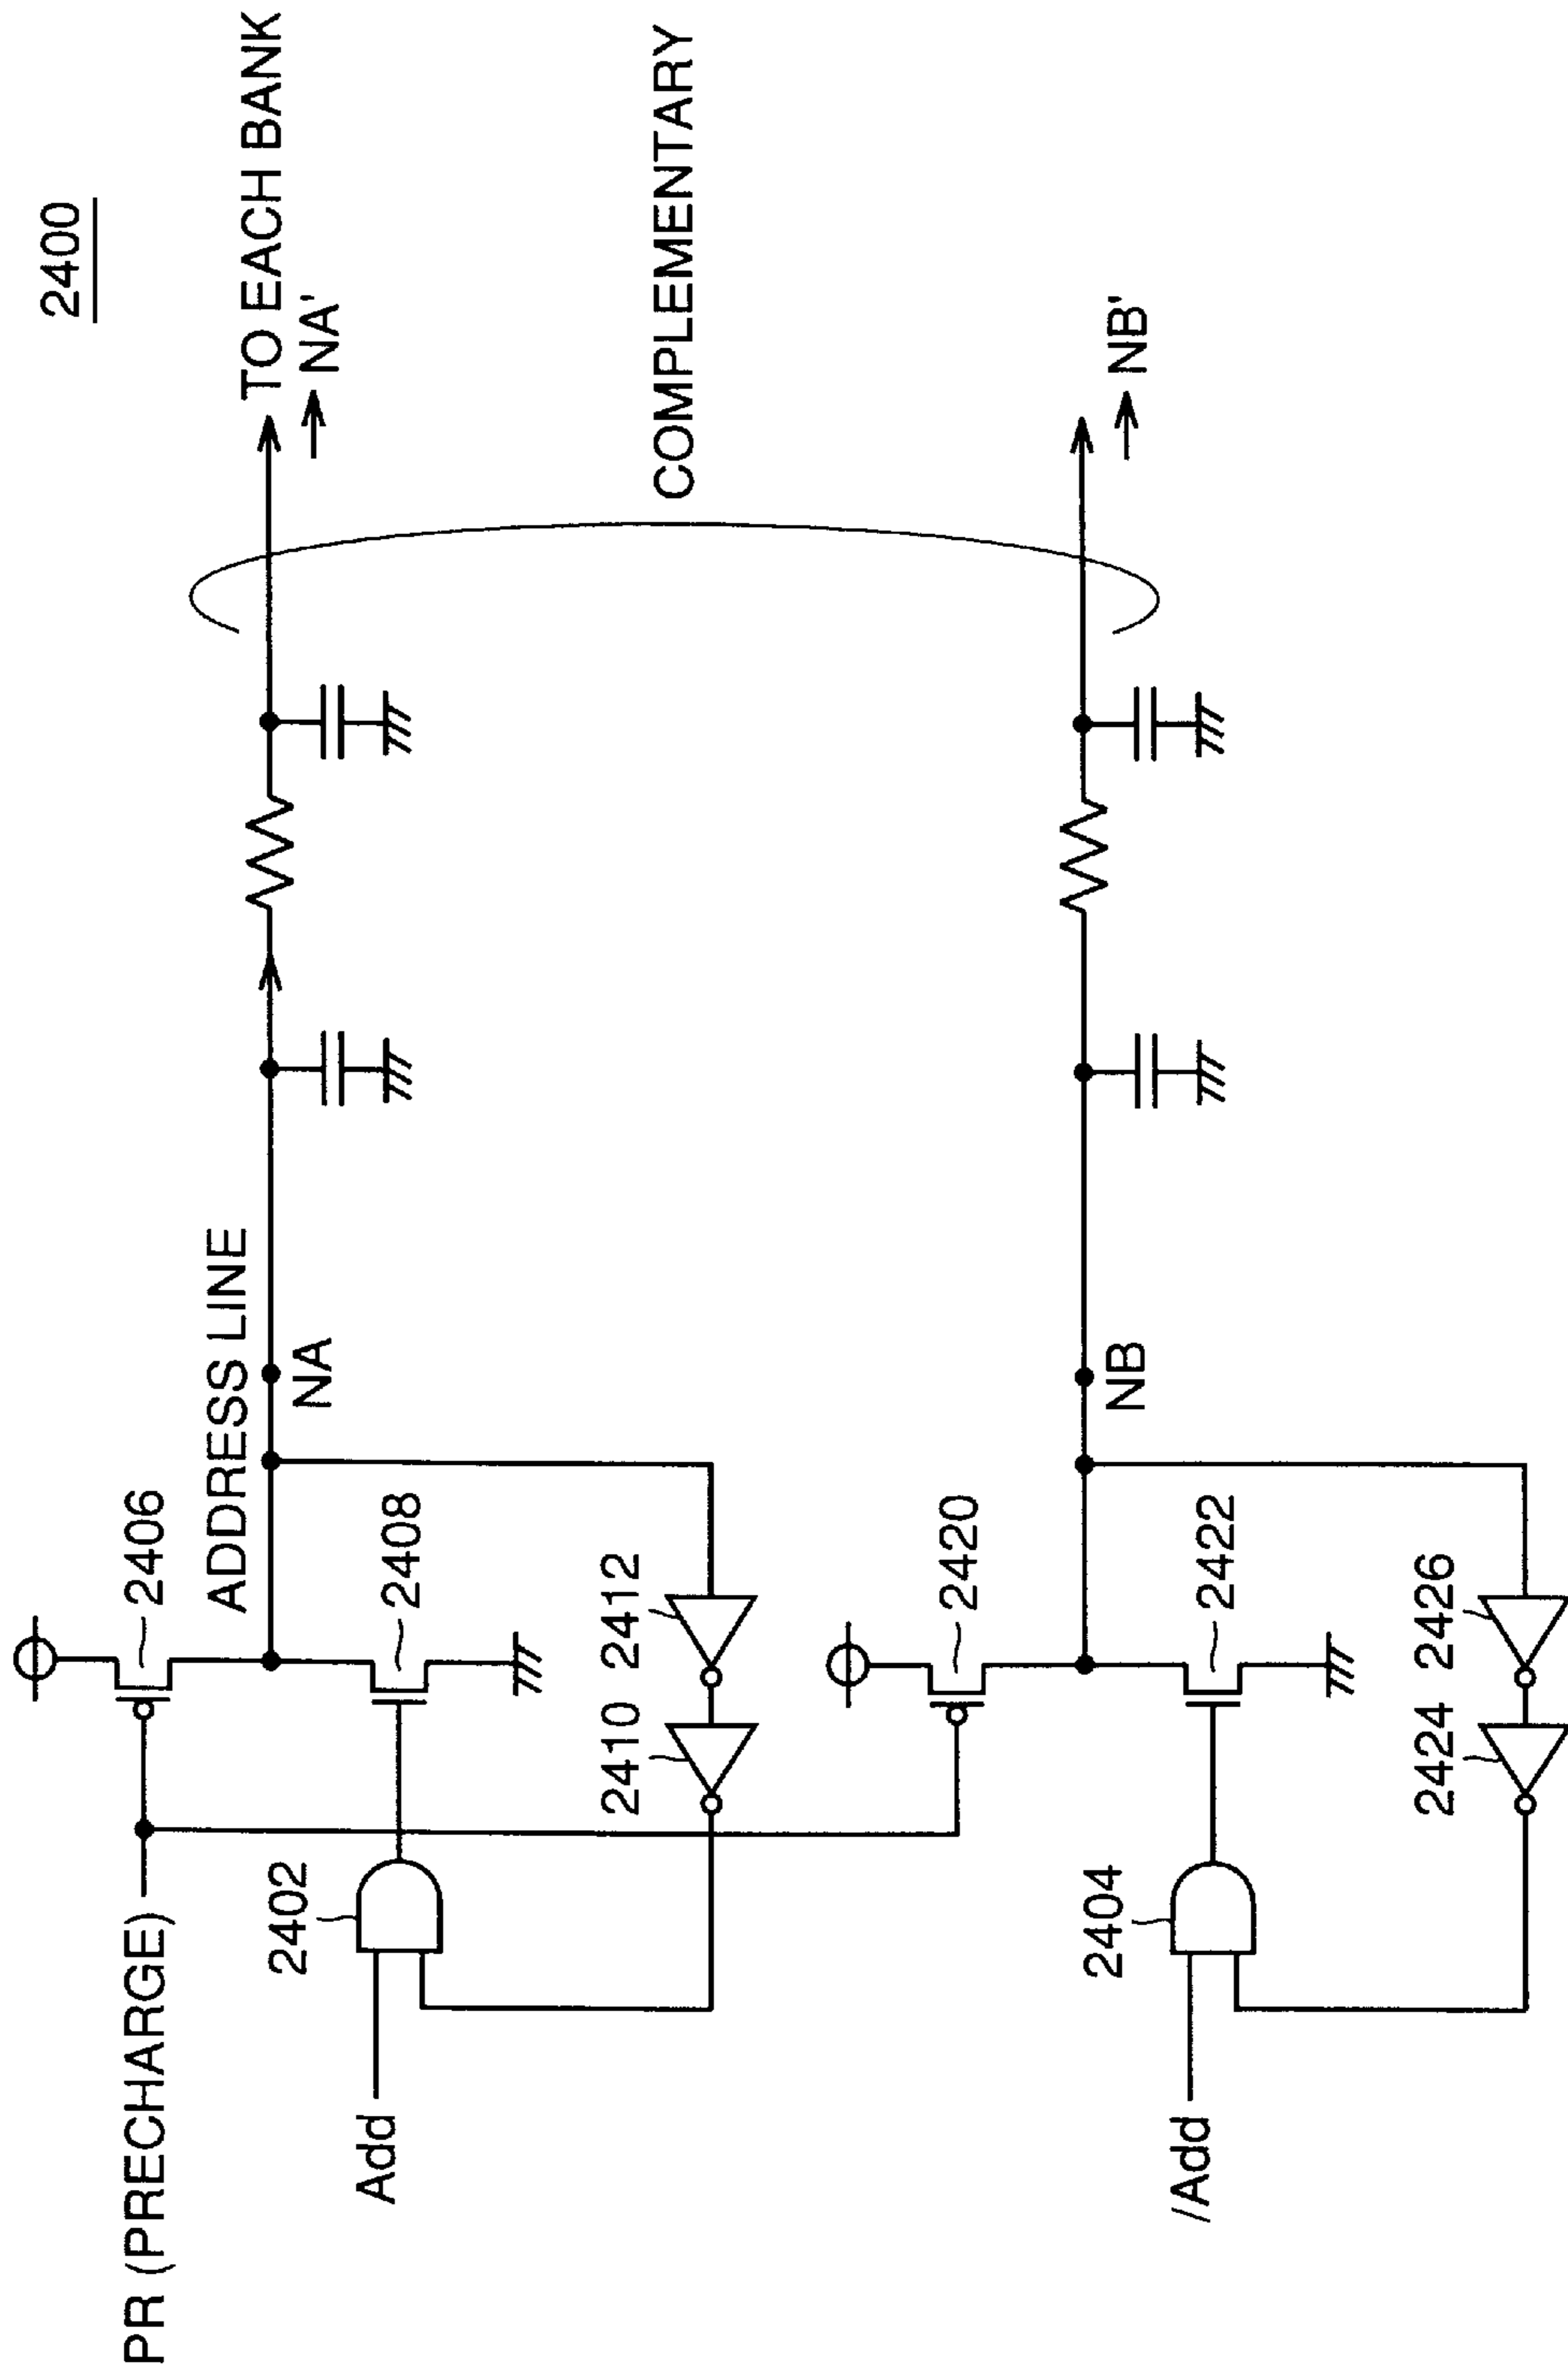 2400
PR (PRECHARGE)
2406
ADDRESS LINE
TO EACH BANK
NA
NA'
2402
2408
Add
2410
2412
COMPLEMENTARY
2420
NB
NB'
2404
2422
/Add
2424
2426